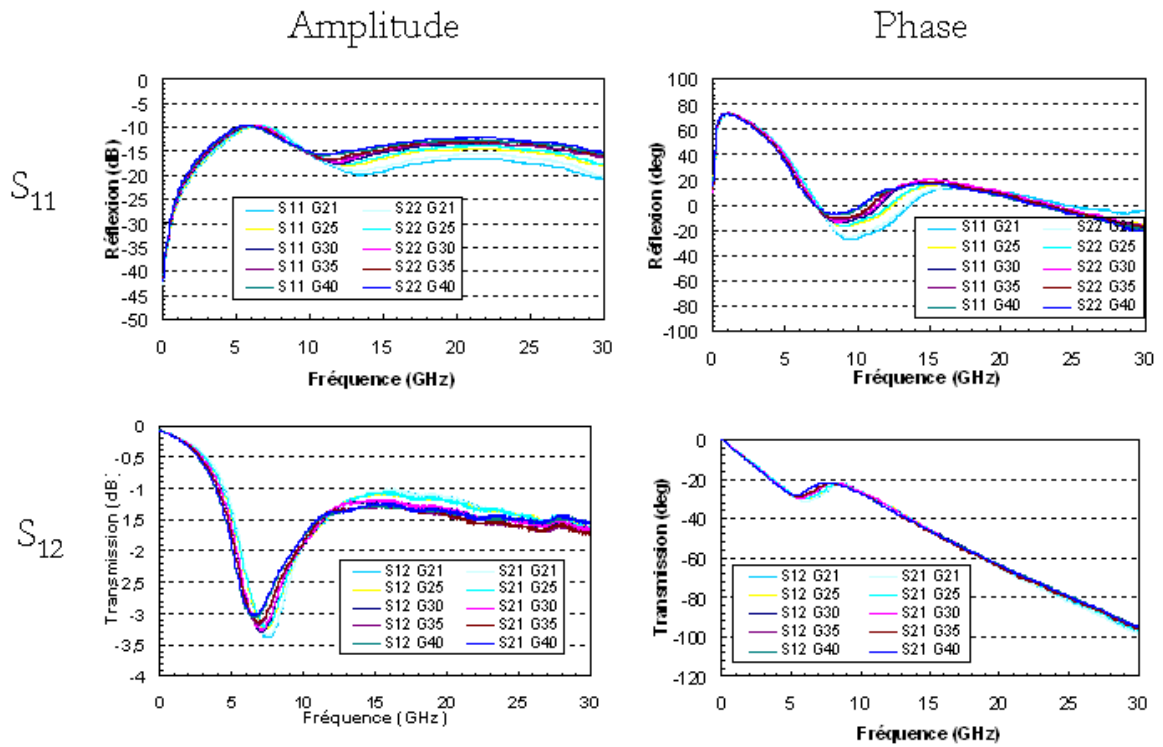 Amplitude
Phase
S11
Réflexion (dB)
0
-5
-10
-15
-20
-25
-30
-35
-40
-45
-50
S11 G21 S22 G21
S11 G25 S22 G25
S11 G30 S22 G30
S11 G35 S22 G35
S11 G40 S22 G40
0 5 10 15 20 25 30
Fréquence (GHz)
Réflexion (deg)
100
80
60
40
20
0
-20
-40
-60
-80
-100
S11 G21 S22 G21
S11 G25 S22 G25
S11 G30 S22 G30
S11 G35 S22 G35
S11 G40 S22 G40
0 5 10 15 20 25 30
Fréquence (GHz)
S12
Transmission (dB)
0
-0,5
-1
-1,5
-2
-2,5
-3
-3,5
-4
S12 G21 S21 G21
S12 G25 S21 G25
S12 G30 S21 G30
S12 G35 S21 G35
S12 G40 S21 G40
0 5 10 15 20 25 30
Fréquence (GHz)
Transmission (deg)
0
-20
-40
-60
-80
-100
-120
S12 G21 S21 G21
S12 G25 S21 G25
S12 G30 S21 G30
S12 G35 S21 G35
S12 G40 S21 G40
0 5 10 15 20 25 30
Fréquence (GHz)